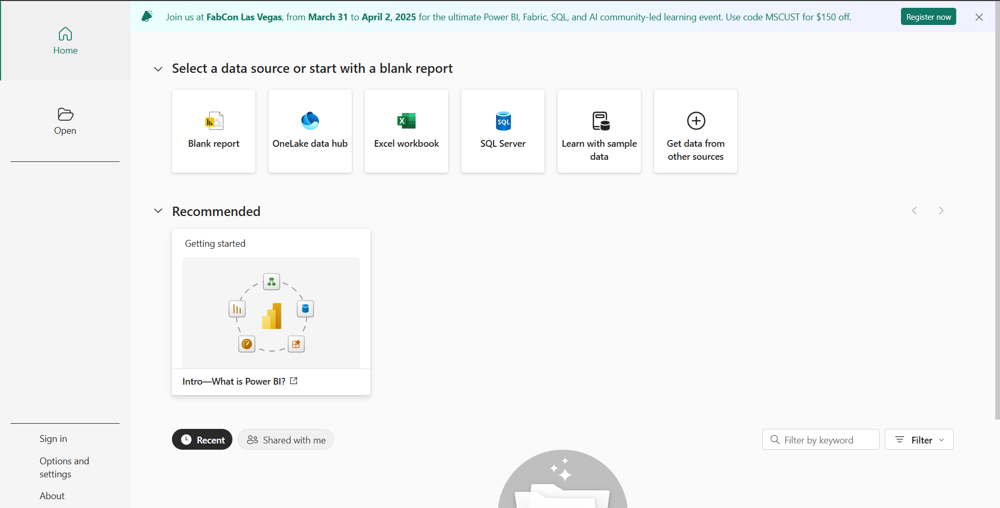 Join us at FabCon Las Vegas, from March 31 to April 2, 2025 for the ultimate Power BI, Fabric, SQL, and AI community-led learning event. Use code MSCUST for $150 off.
Register now
Home
Open
Select a data source or start with a blank report
Blank report
OneLake data hub
Excel workbook
SQL
SQL Server
Learn with sample
data
Get data from
other sources
Recommended
Getting started
Intro—What is Power BI?
Recent
Shared with me
Filter by keyword
Filter
Sign in
Options and
settings
About